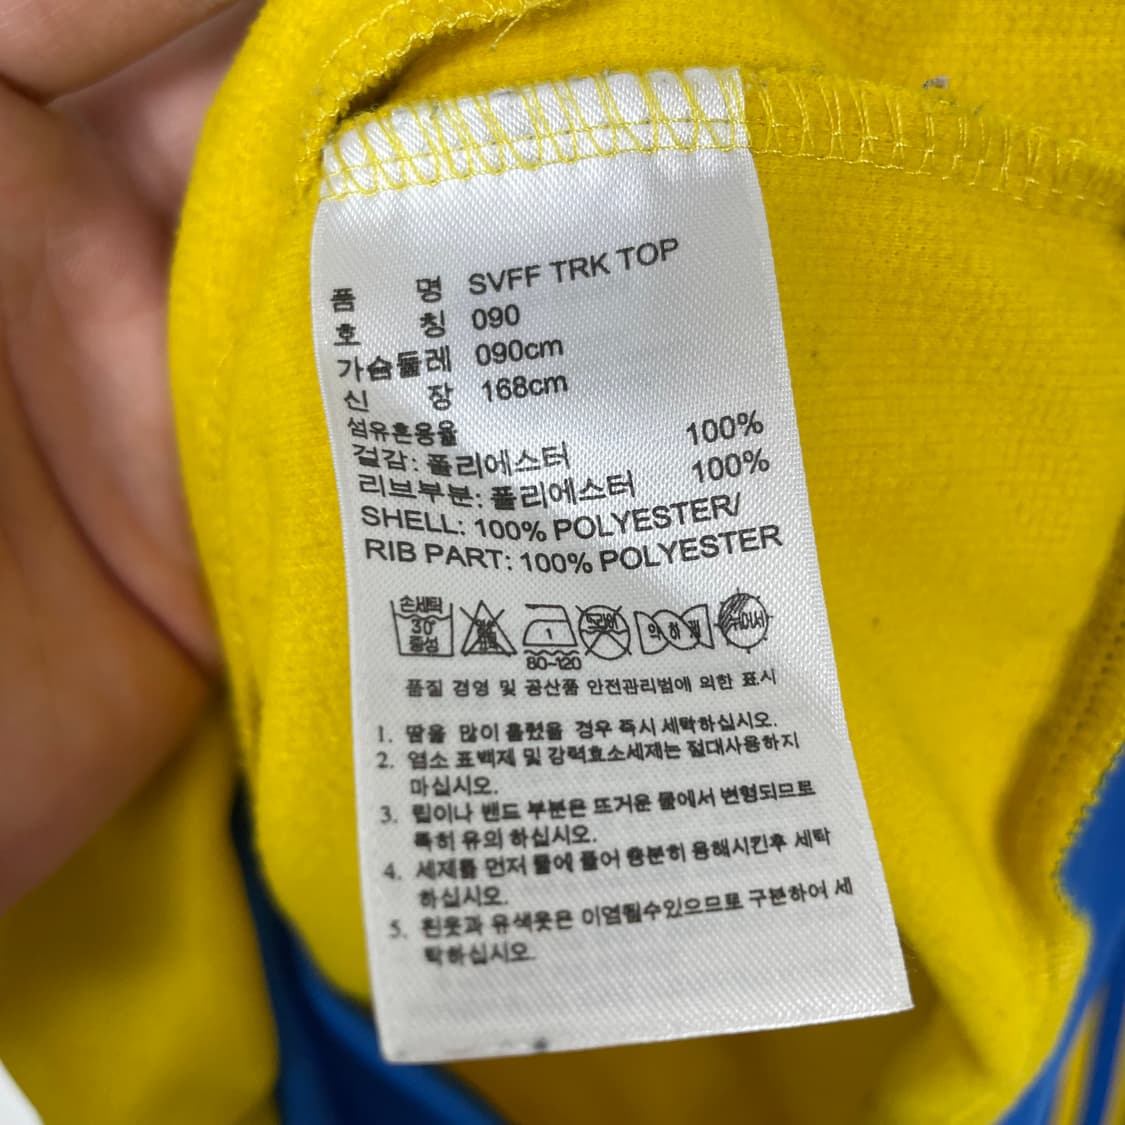 품 명 SVFF TRK TOP
호 칭 090
가슴둘레 090cm
신 장 168cm
섬유혼용율
겉감: 폴리에스터 100%
리브부분: 폴리에스터 100%
SHELL: 100% POLYESTER/
RIB PART: 100% POLYESTER
손세탁 30° 중성
1
80~120
드라이
약하게
뉘어서
품질 경영 및 공산품 안전관리법에 의한 표시
1. 땀을 많이 흘렸을 경우 즉시 세탁하십시오.
2. 염소 표백제 및 강력효소세제는 절대사용하지
마십시오.
3. 립이나 밴드 부분은 뜨거운 물에서 변형되므로
특히 유의 하십시오.
4. 세제를 먼저 물에 풀어 충분히 용해시킨후 세탁
하십시오.
5. 흰옷과 유색옷은 이염될수있으므로 구분하여 세
탁하십시오.